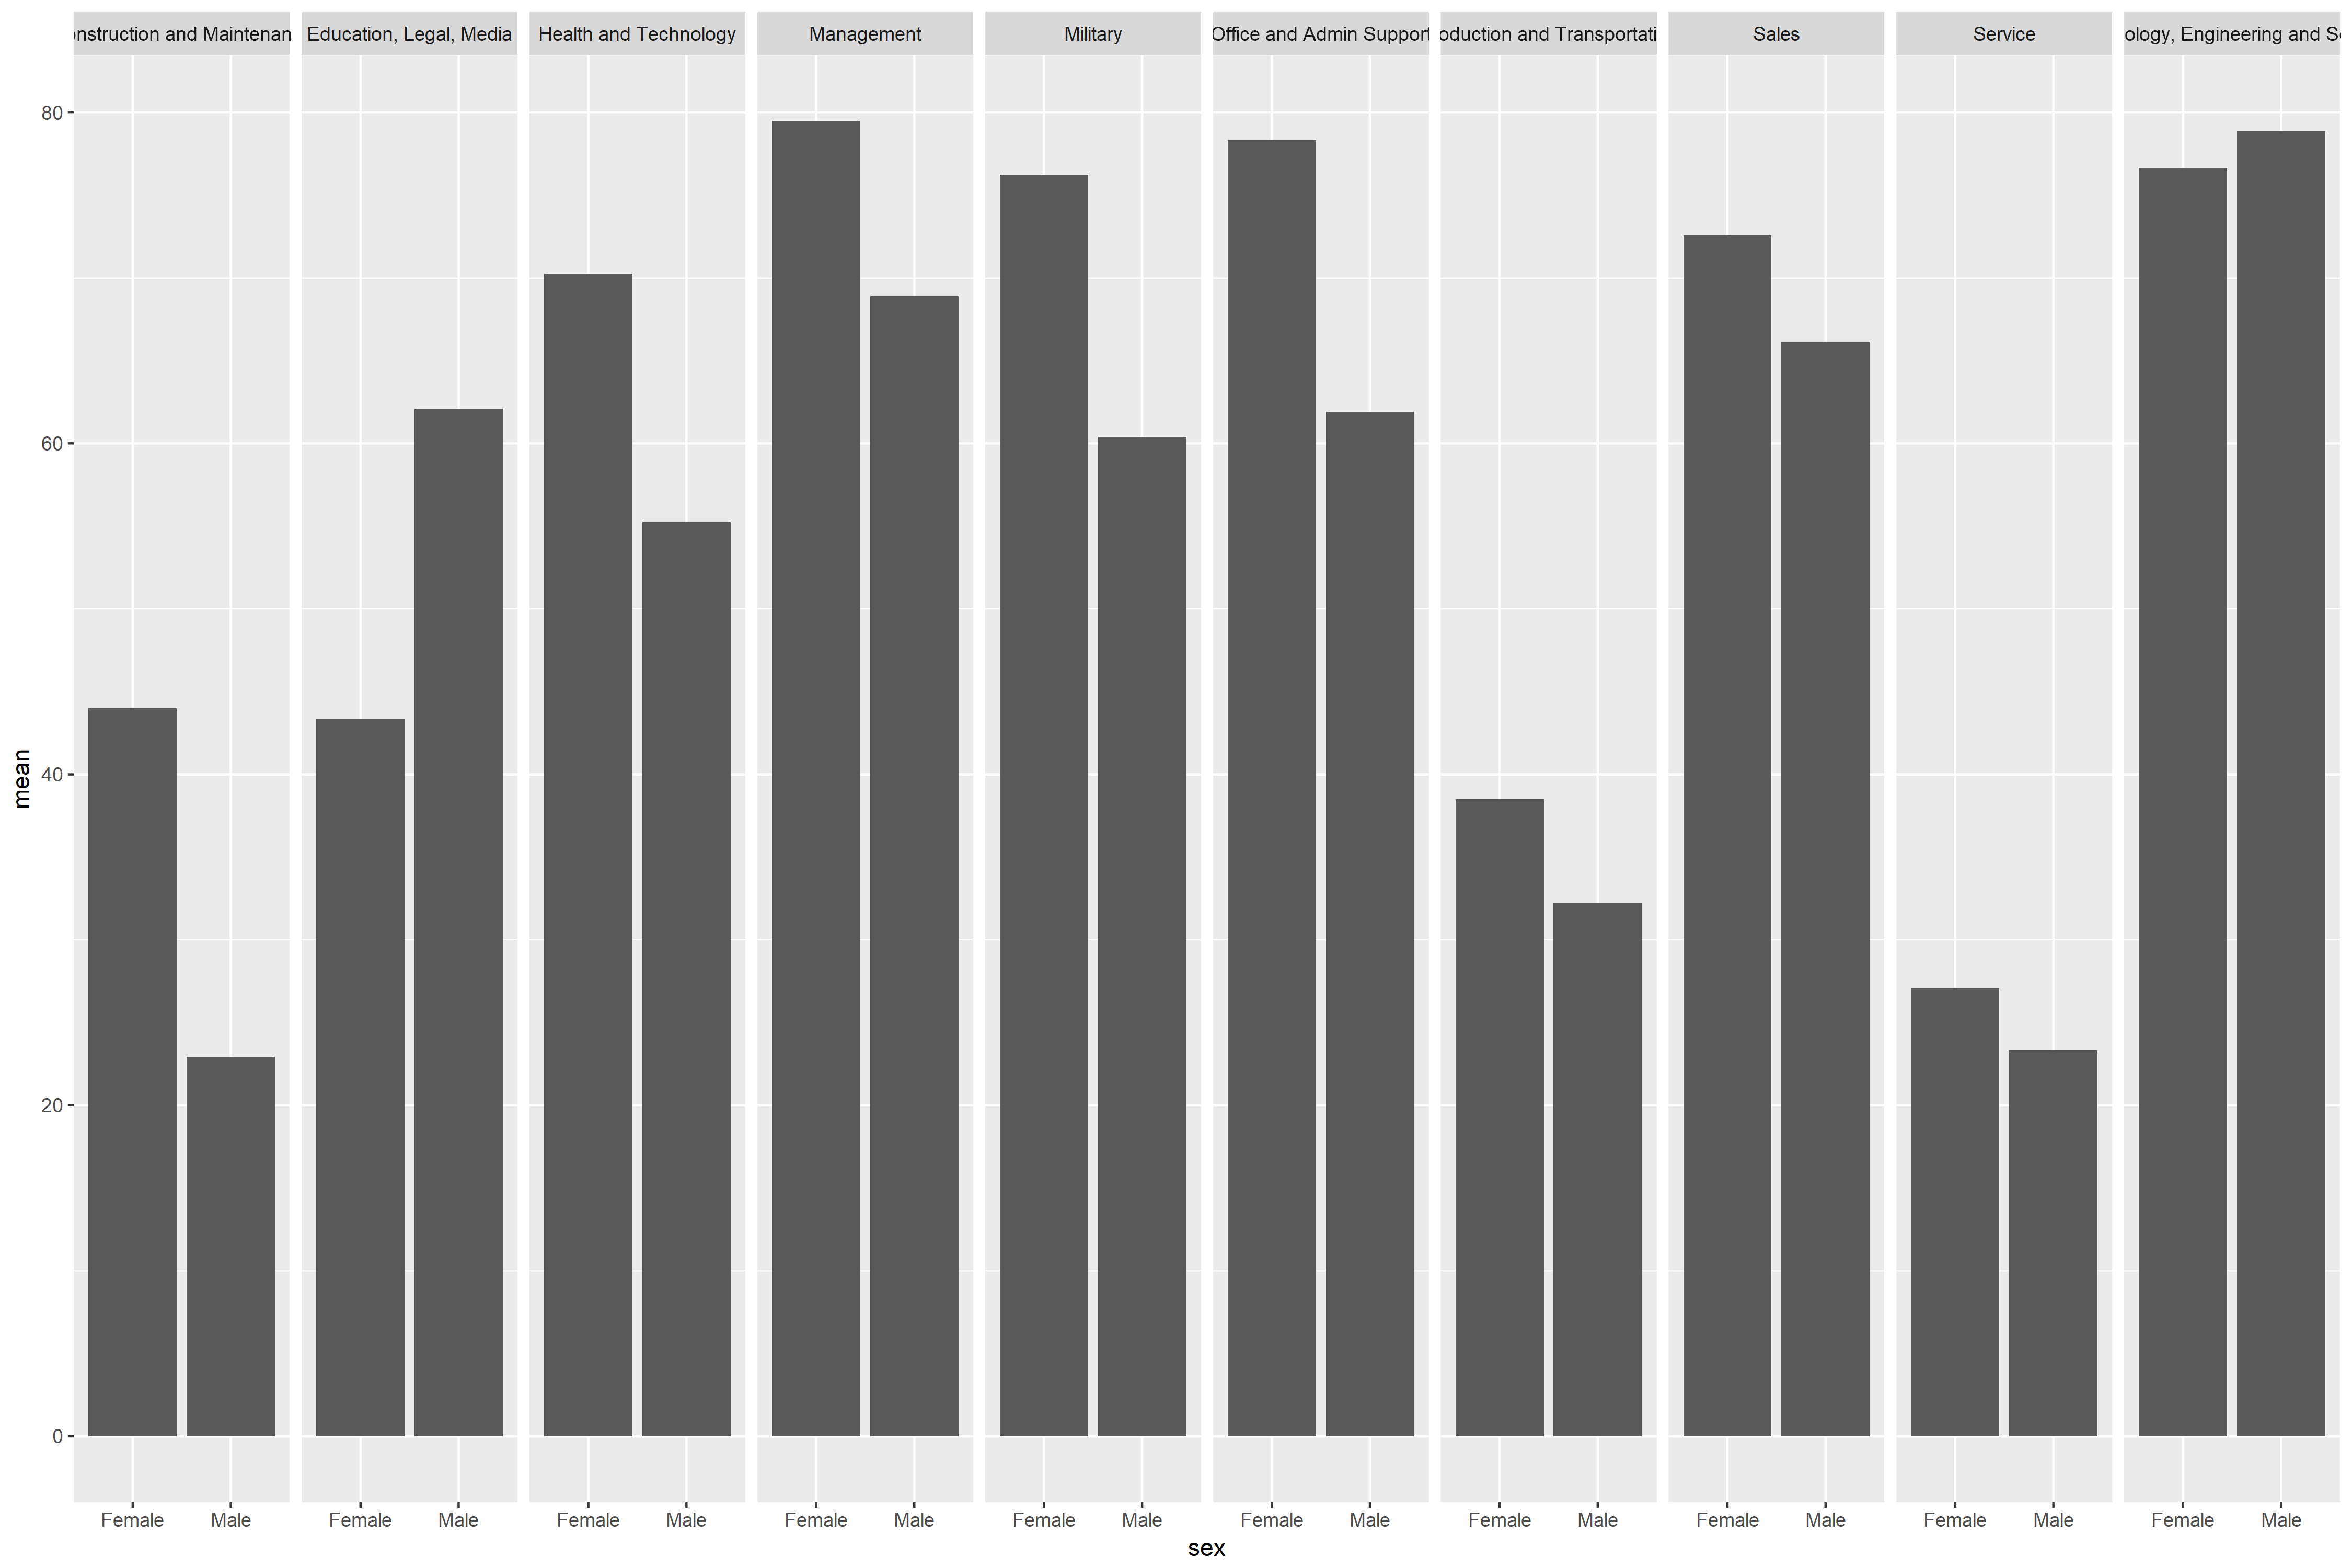 onstruction and Maintenan
Education, Legal, Media
Health and Technology
Management
Military
Office and Admin Support
oduction and Transportati
Sales
Service
ology, Engineering and S
80
60
40
20
0
mean
Female Male Female Male Female Male Female Male Female Male Female Male Female Male Female Male Female Male Female Male
sex